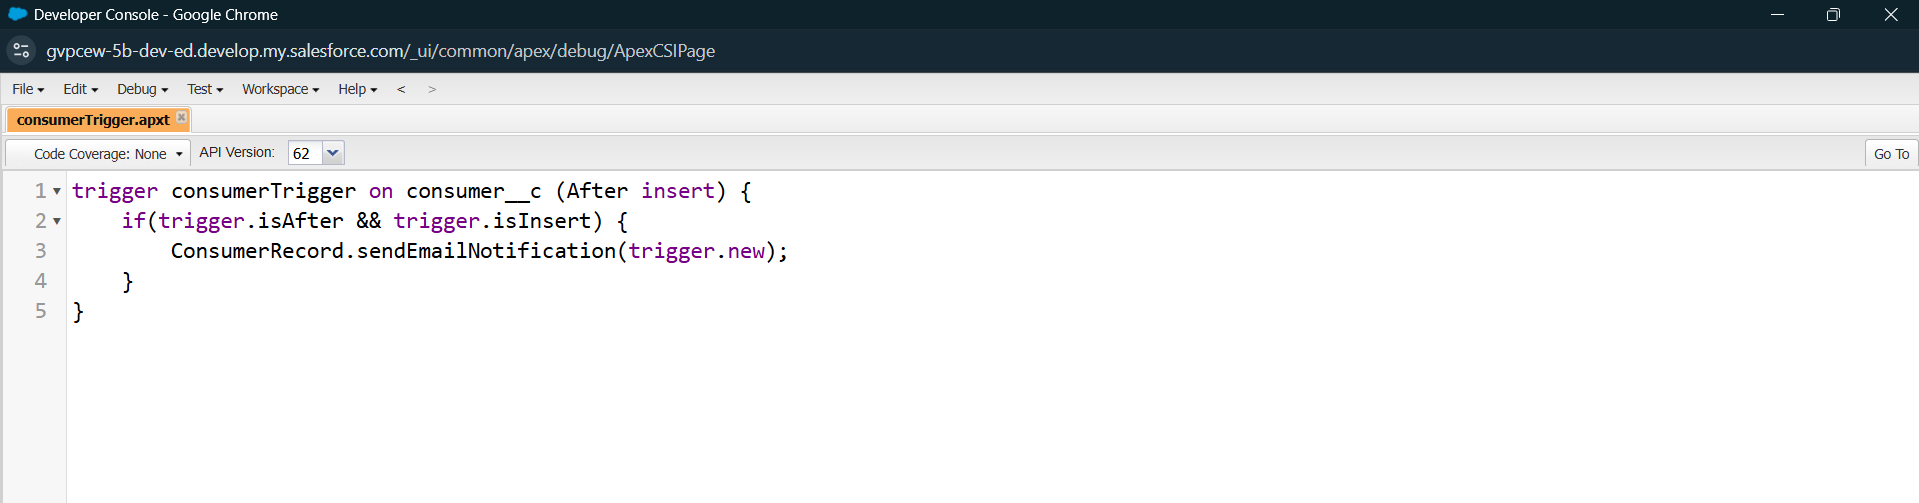 Developer Console - Google Chrome
gvpcew-5b-dev-ed.develop.my.salesforce.com/_ui/common/apex/debug/ApexCSIPage
File Edit Debug Test Workspace Help < >
consumerTrigger.apxt
Code Coverage: None API Version: 62 Go To
1 trigger consumerTrigger on consumer__c (After insert) {
2     if(trigger.isAfter && trigger.isInsert) {
3         ConsumerRecord.sendEmailNotification(trigger.new);
4     }
5 }